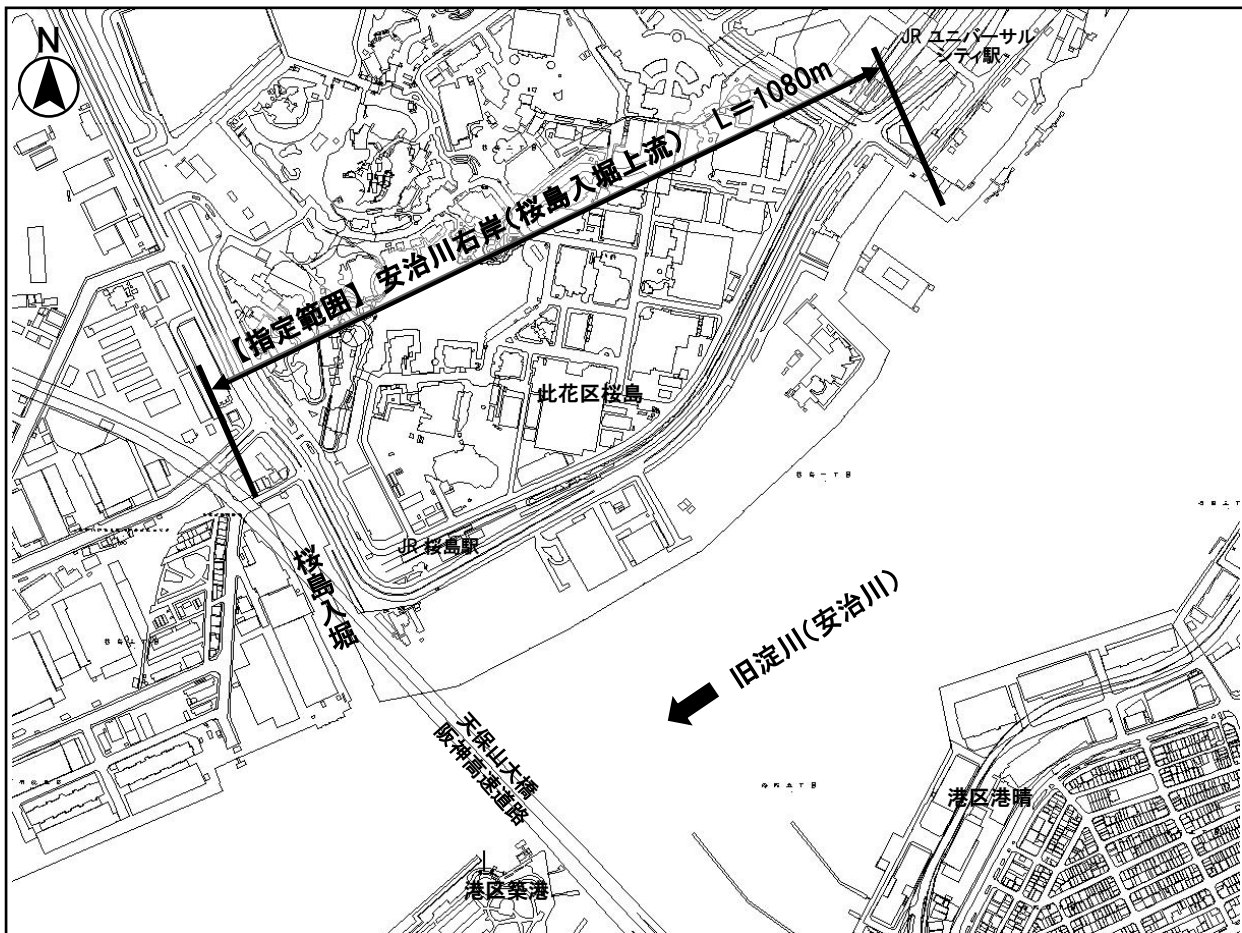 N
JR ユニバーサル
シティ駅
【指定範囲】 安治川右岸(桜島入堀上流) L=1080m
此花区桜島
JR 桜島駅
桜島入堀
旧淀川(安治川)
天保山大橋
阪神高速道路
港区港晴
港区築港